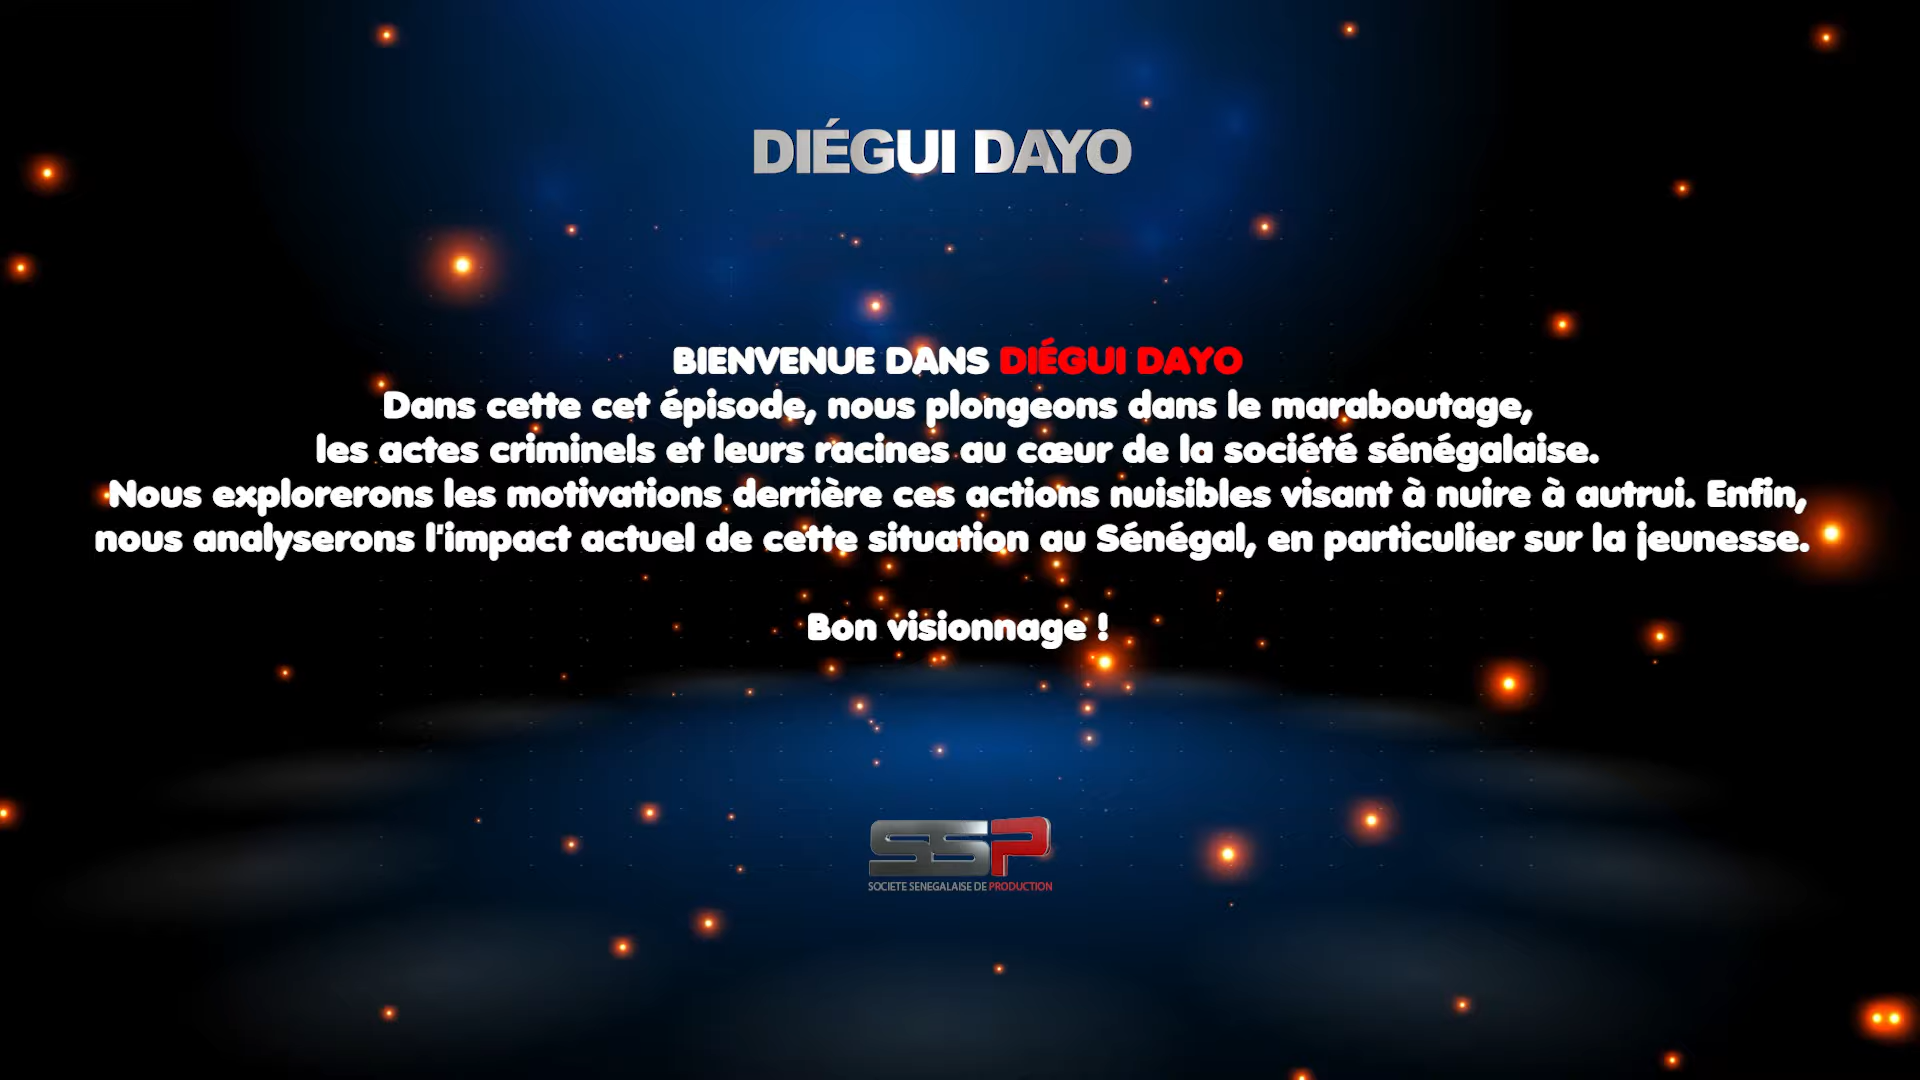 DIÉGUI DAYO
BIENVENUE DANS DIÉGUI DAYO
Dans cette cet épisode, nous plongeons dans le maraboutage,
les actes criminels et leurs racines au cœur de la société sénégalaise.
Nous explorerons les motivations derrière ces actions nuisibles visant à nuire à autrui. Enfin,
nous analyserons l'impact actuel de cette situation au Sénégal, en particulier sur la jeunesse.
Bon visionnage !
SSP
SOCIETE SENEGALAISE DE PRODUCTION